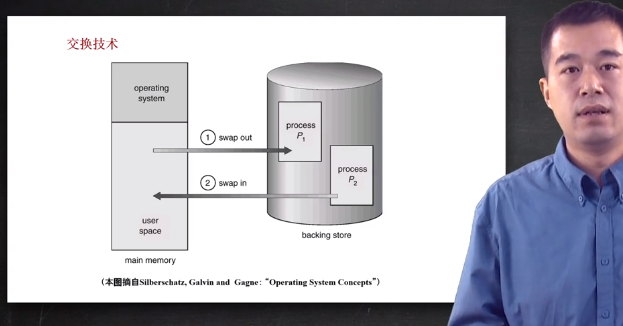 交换技术
operating
system
① swap out
process
P1
② swap in
process
P2
user
space
backing store
main memory
(本图摘自Silberschatz, Galvin and Gagne: “Operating System Concepts”)